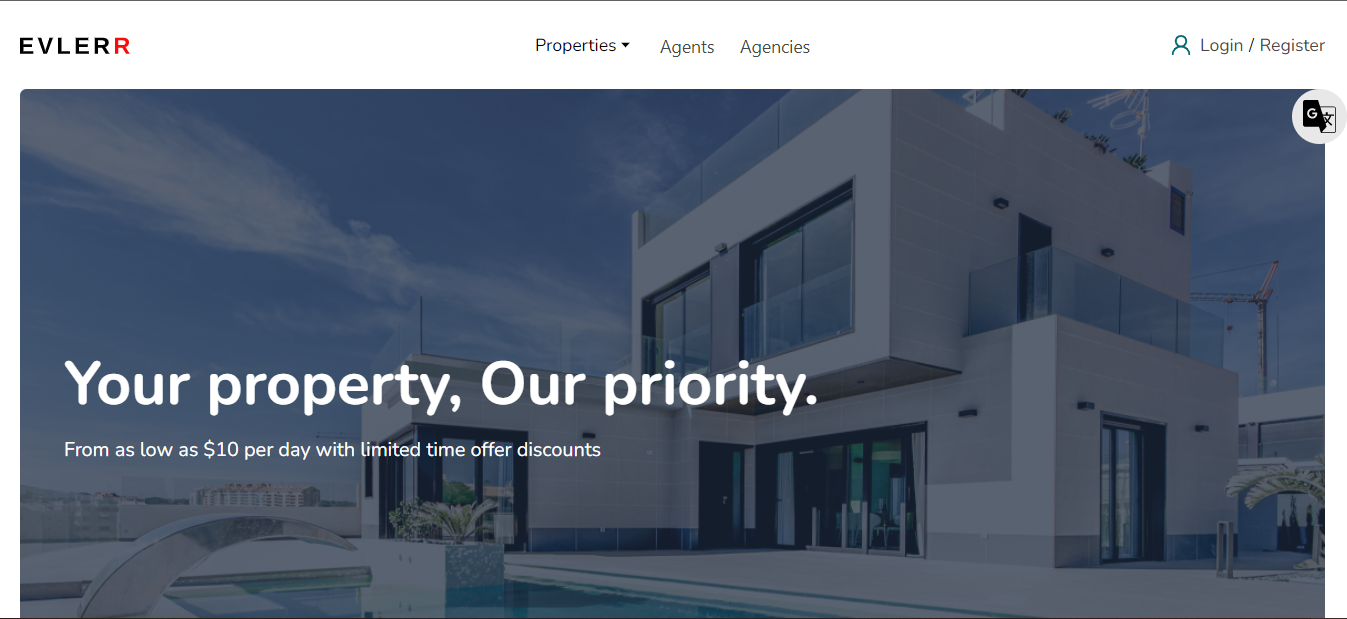 EVLERR
Properties
Agents
Agencies
Login / Register
G 文
Your property, Our priority.
From as low as $10 per day with limited time offer discounts